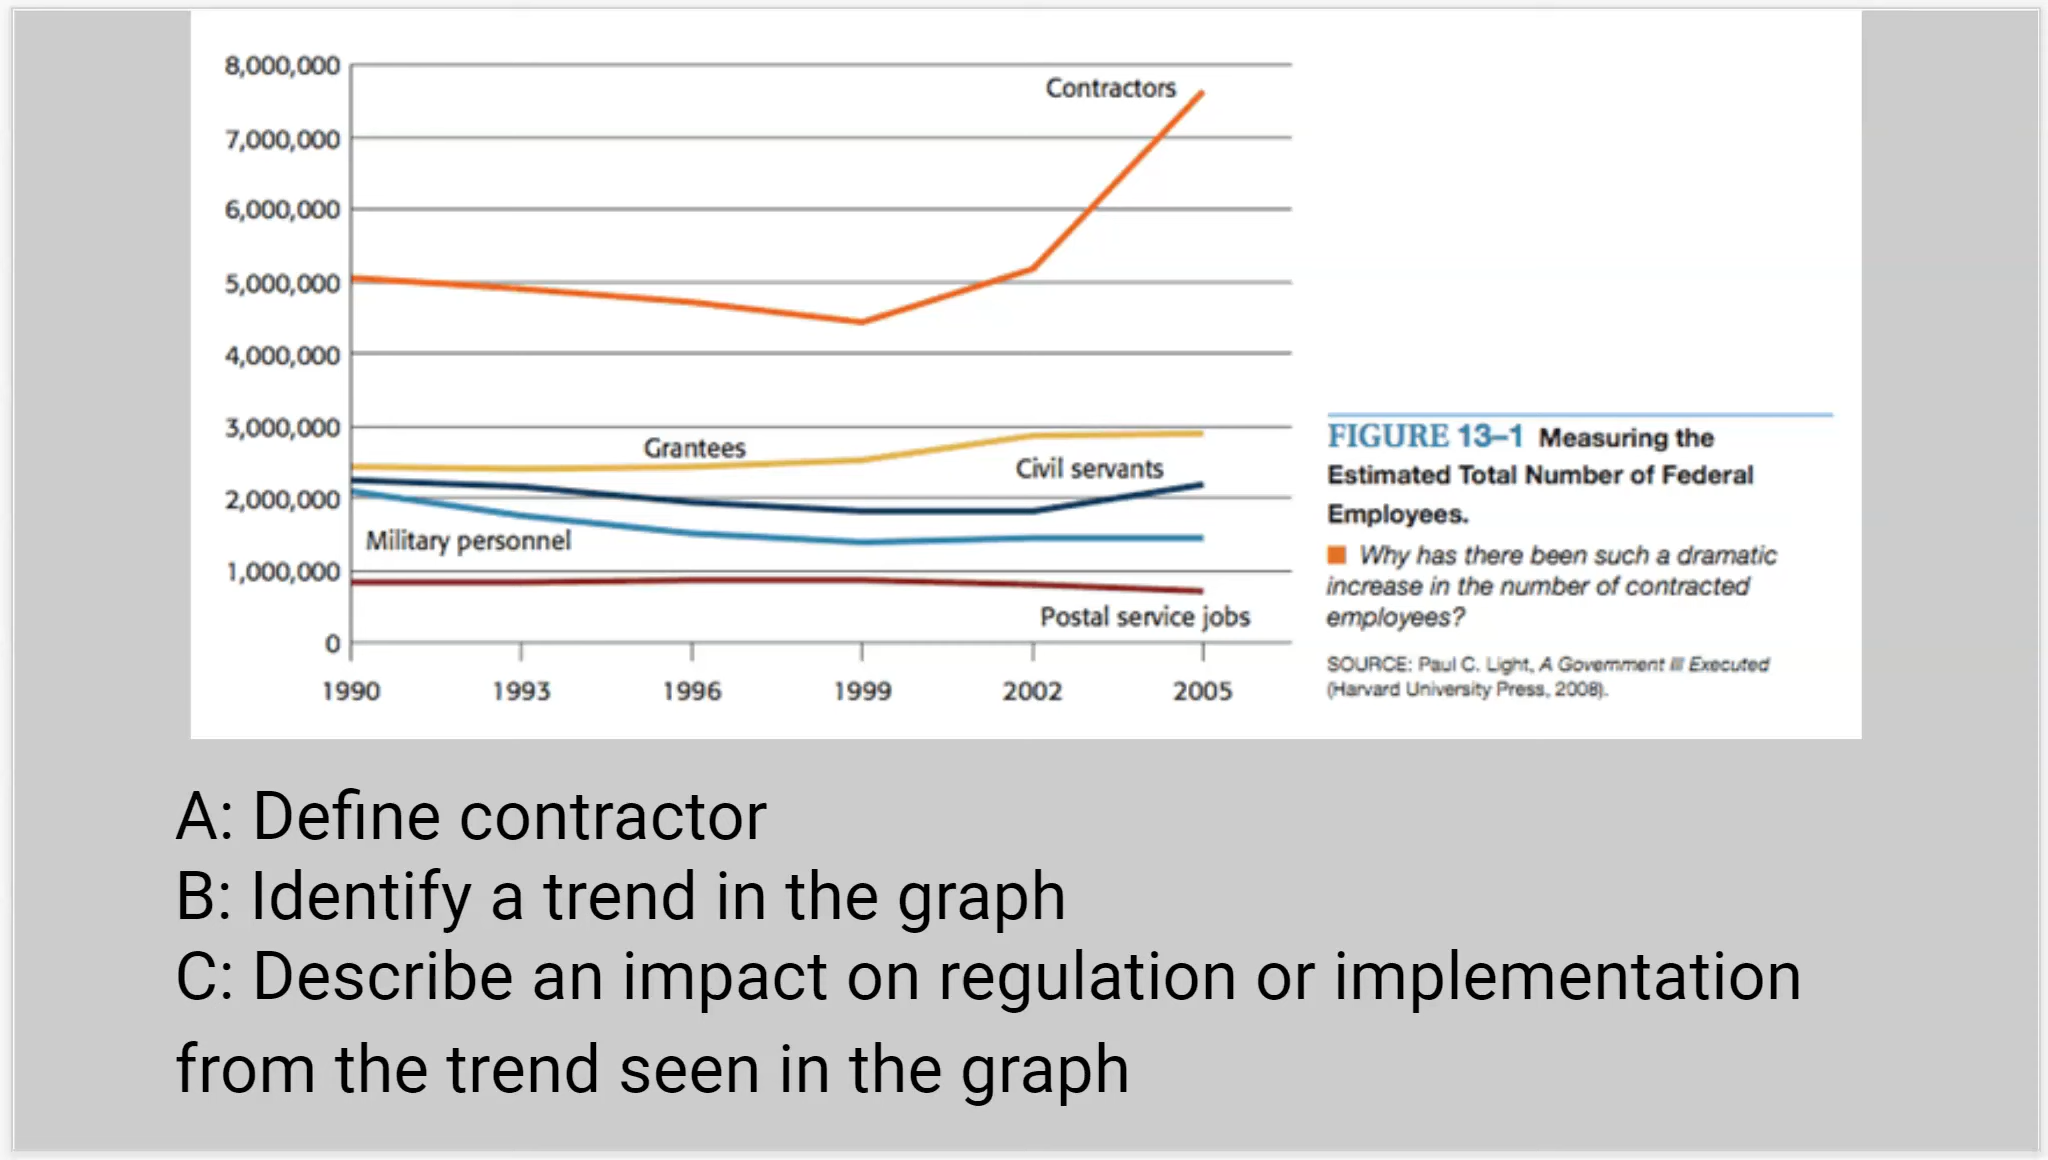 8,000,000
Contractors
7,000,000
6,000,000
5,000,000
4,000,000
3,000,000
Grantees
Civil servants
2,000,000
Military personnel
1,000,000
Postal service jobs
0
1990 1993 1996 1999 2002 2005
FIGURE 13–1 Measuring the
Estimated Total Number of Federal
Employees.
Why has there been such a dramatic
increase in the number of contracted
employees?
SOURCE: Paul C. Light, A Government Ill Executed
(Harvard University Press, 2008).
A: Define contractor
B: Identify a trend in the graph
C: Describe an impact on regulation or implementation
from the trend seen in the graph